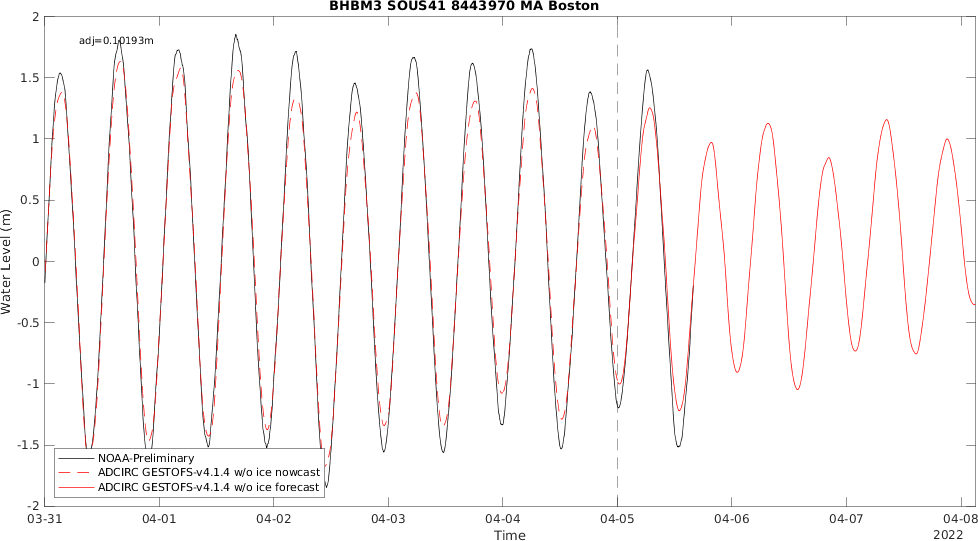 BHBM3 SOUS41 8443970 MA Boston
adj=0.10193m
2
1.5
1
0.5
0
-0.5
-1
-1.5
-2
Water Level (m)
NOAA-Preliminary
ADCIRC GESTOFS-v4.1.4 w/o ice nowcast
ADCIRC GESTOFS-v4.1.4 w/o ice forecast
03-31 04-01 04-02 04-03 04-04 04-05 04-06 04-07 04-08
Time
2022